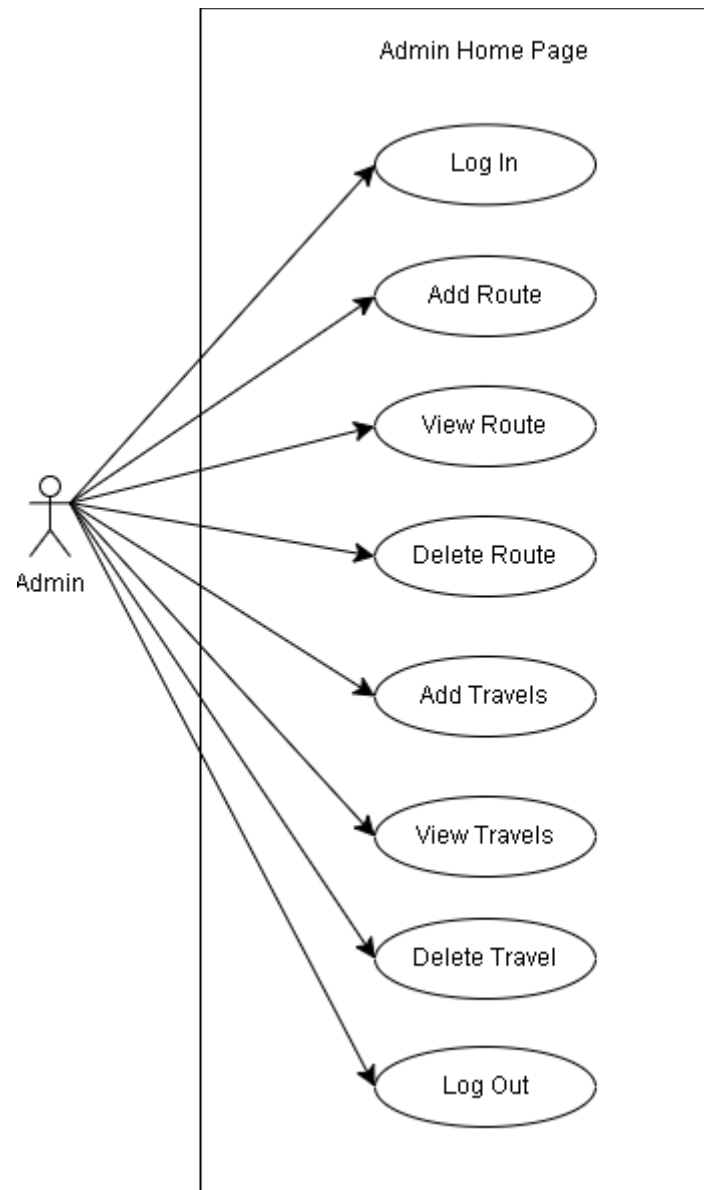 Admin Home Page
Log In
Add Route
View Route
Delete Route
Admin
Add Travels
View Travels
Delete Travel
Log Out